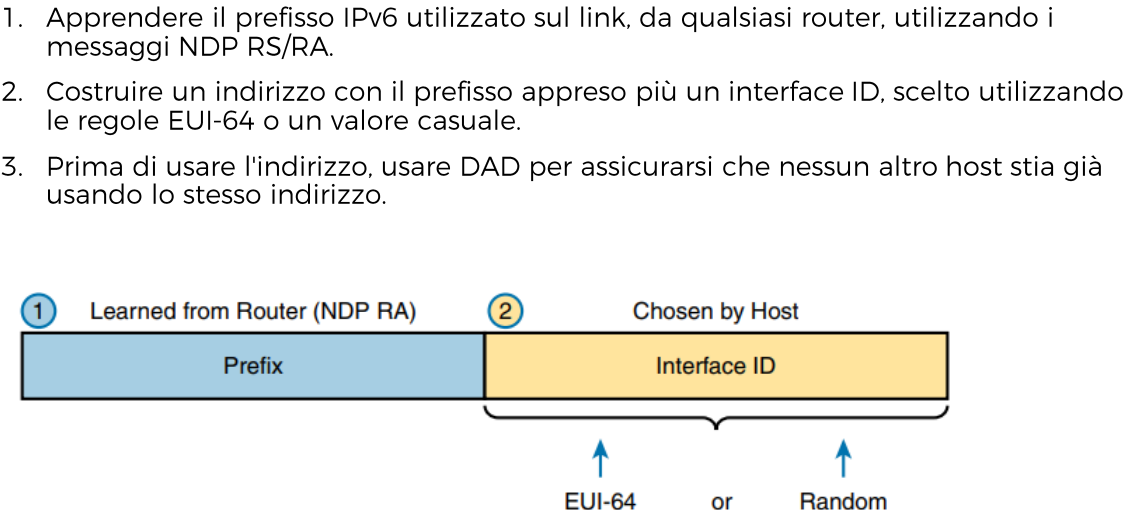 1. Apprendere il prefisso IPv6 utilizzato sul link, da qualsiasi router, utilizzando i
messaggi NDP RS/RA.
2. Costruire un indirizzo con il prefisso appreso più un interface ID, scelto utilizzando
le regole EUI-64 o un valore casuale.
3. Prima di usare l'indirizzo, usare DAD per assicurarsi che nessun altro host stia già
usando lo stesso indirizzo.
1 Learned from Router (NDP RA) 2 Chosen by Host
Prefix Interface ID
EUI-64 or Random